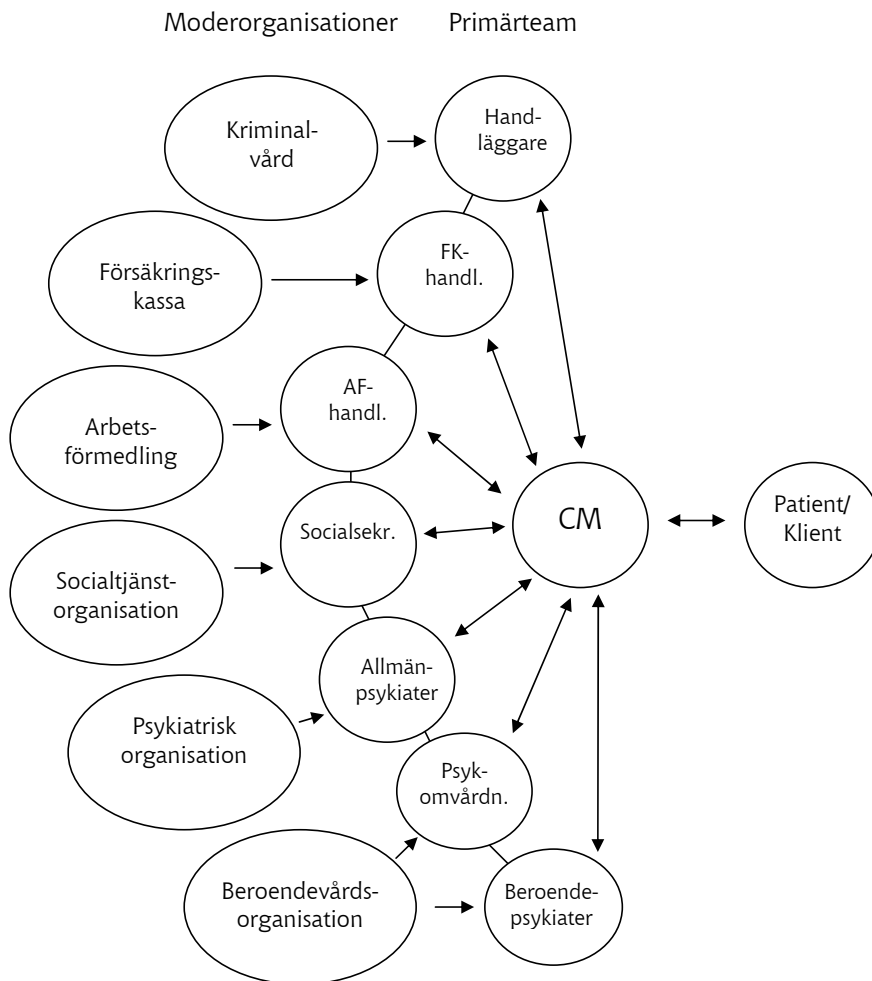 Moderorganisationer Primärteam
Kriminal-
vård
Hand-
läggare
Försäkrings-
kassa
FK-
handl.
Arbets-
förmedling
AF-
handl.
Socialtjänst-
organisation
Socialsekr.
CM
Patient/
Klient
Psykiatrisk
organisation
Allmän-
psykiater
Psyk-
omvårdn.
Beroendevårds-
organisation
Beroende-
psykiater